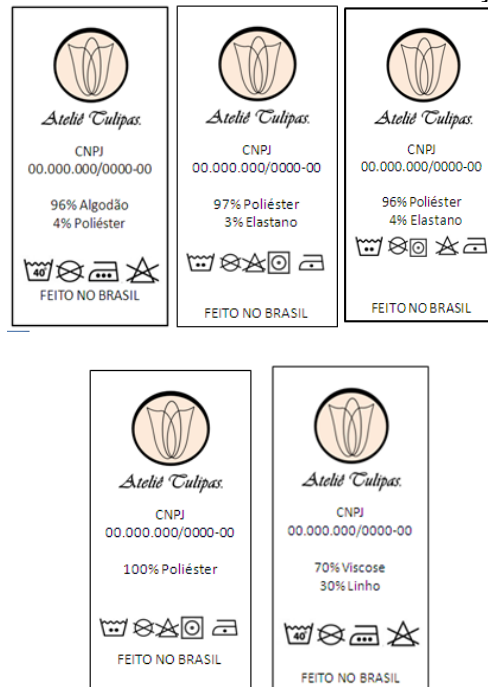 Ateliê Tulipas.
CNPJ
00.000.000/0000-00
96% Algodão
4% Poliéster
40
FEITO NO BRASIL
Ateliê Tulipas.
CNPJ
00.000.000/0000-00
97% Poliéster
3% Elastano
FEITO NO BRASIL
Ateliê Tulipas.
CNPJ
00.000.000/0000-00
96% Poliéster
4% Elastano
FEITO NO BRASIL
Ateliê Tulipas.
CNPJ
00.000.000/0000-00
100% Poliéster
FEITO NO BRASIL
Ateliê Tulipas.
CNPJ
00.000.000/0000-00
70% Viscose
30% Linho
40
FEITO NO BRASIL